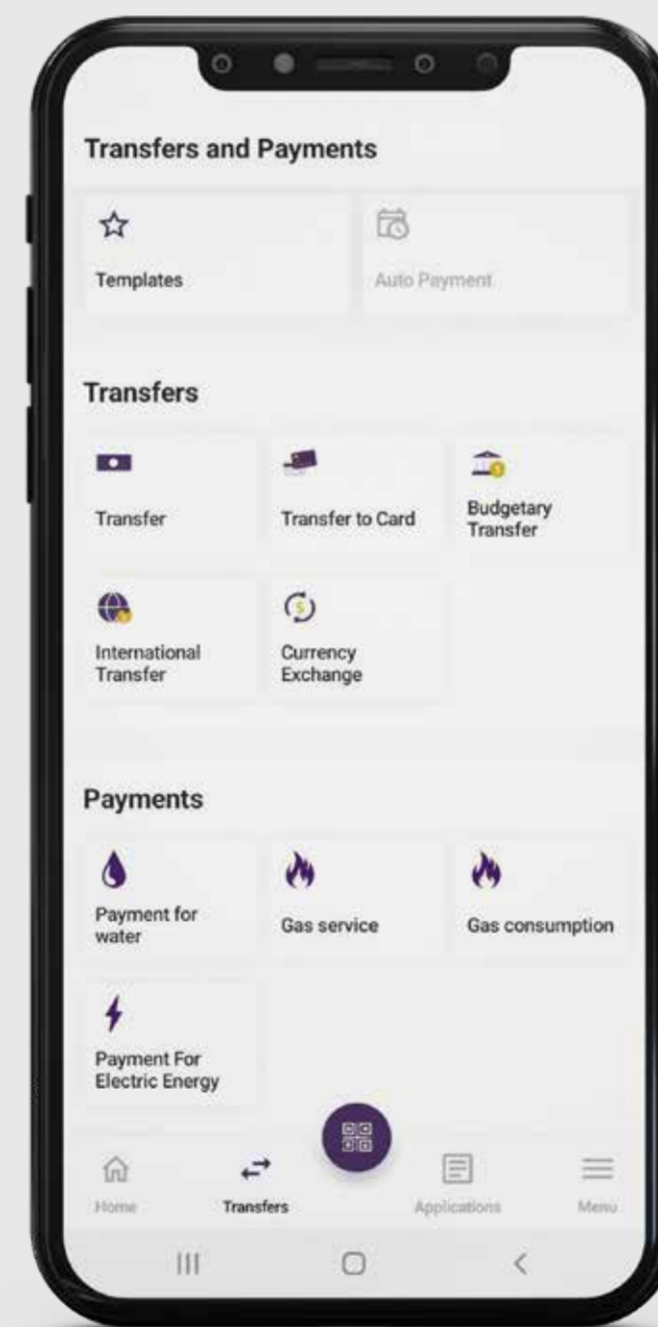 Transfers and Payments
Templates
Auto Payment
Transfers
Transfer
Transfer to Card
Budgetary
Transfer
International
Transfer
Currency
Exchange
Payments
Payment for
water
Gas service
Gas consumption
Payment For
Electric Energy
Home
Transfers
Applications
Menu